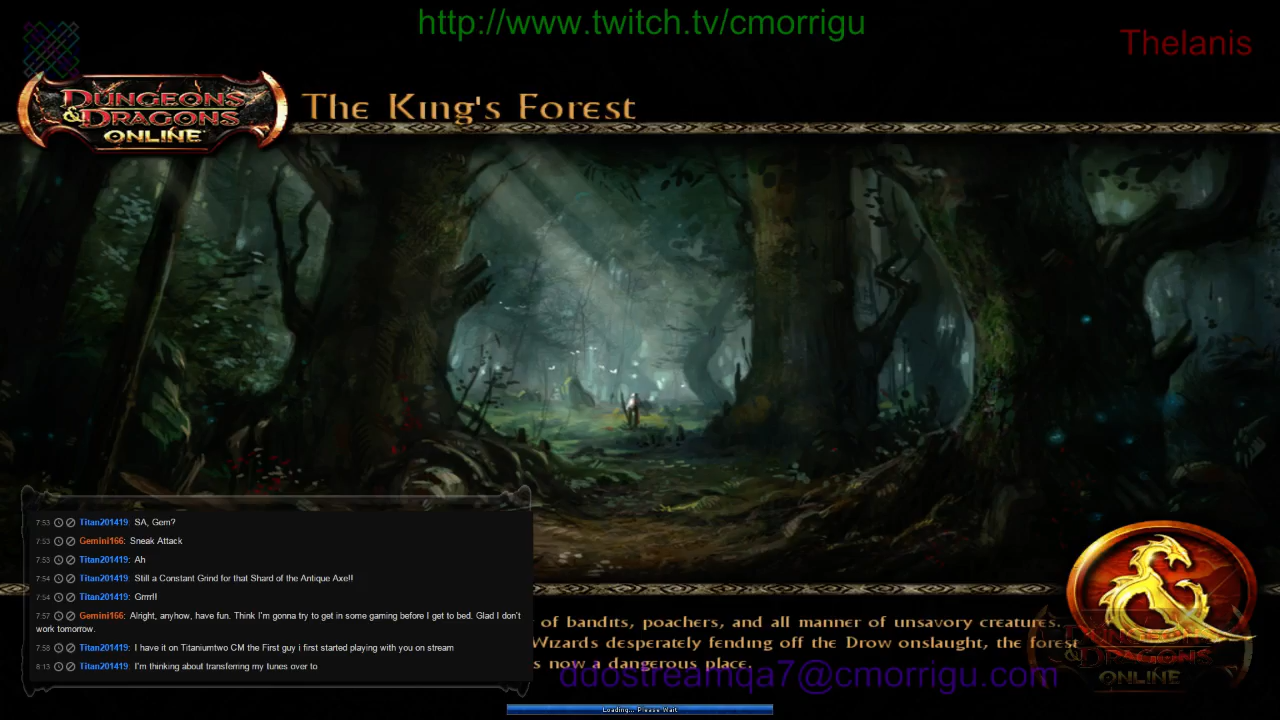 http://www.twitch.tv/cmorrigu
Thelanis
DUNGEONS
& DRAGONS
ONLINE
The King's Forest
7:53 Titan201419: SA, Gem?
7:53 Gemini166: Sneak Attack
7:53 Titan201419: Ah
7:54 Titan201419: Still a Constant Grind for that Shard of the Antique Axe!!
7:54 Titan201419: Grrr!!
7:57 Gemini166: Alright, anyhow, have fun. Think I'm gonna try to get in some gaming before I get to bed. Glad I don't
work tomorrow.
7:58 Titan201419: I have it on Titaniumtwo CM the First guy i first started playing with you on stream
8:13 Titan201419: I'm thinking about transferring my tunes over to
of bandits, poachers, and all manner of unsavory creatures.
Wizards desperately fending off the Drow onslaught, the forest
s now a dangerous place.
DUNGEONS
& DRAGONS
ONLINE
ddostreamqa7@cmorrigu.com
Loading... Please Wait